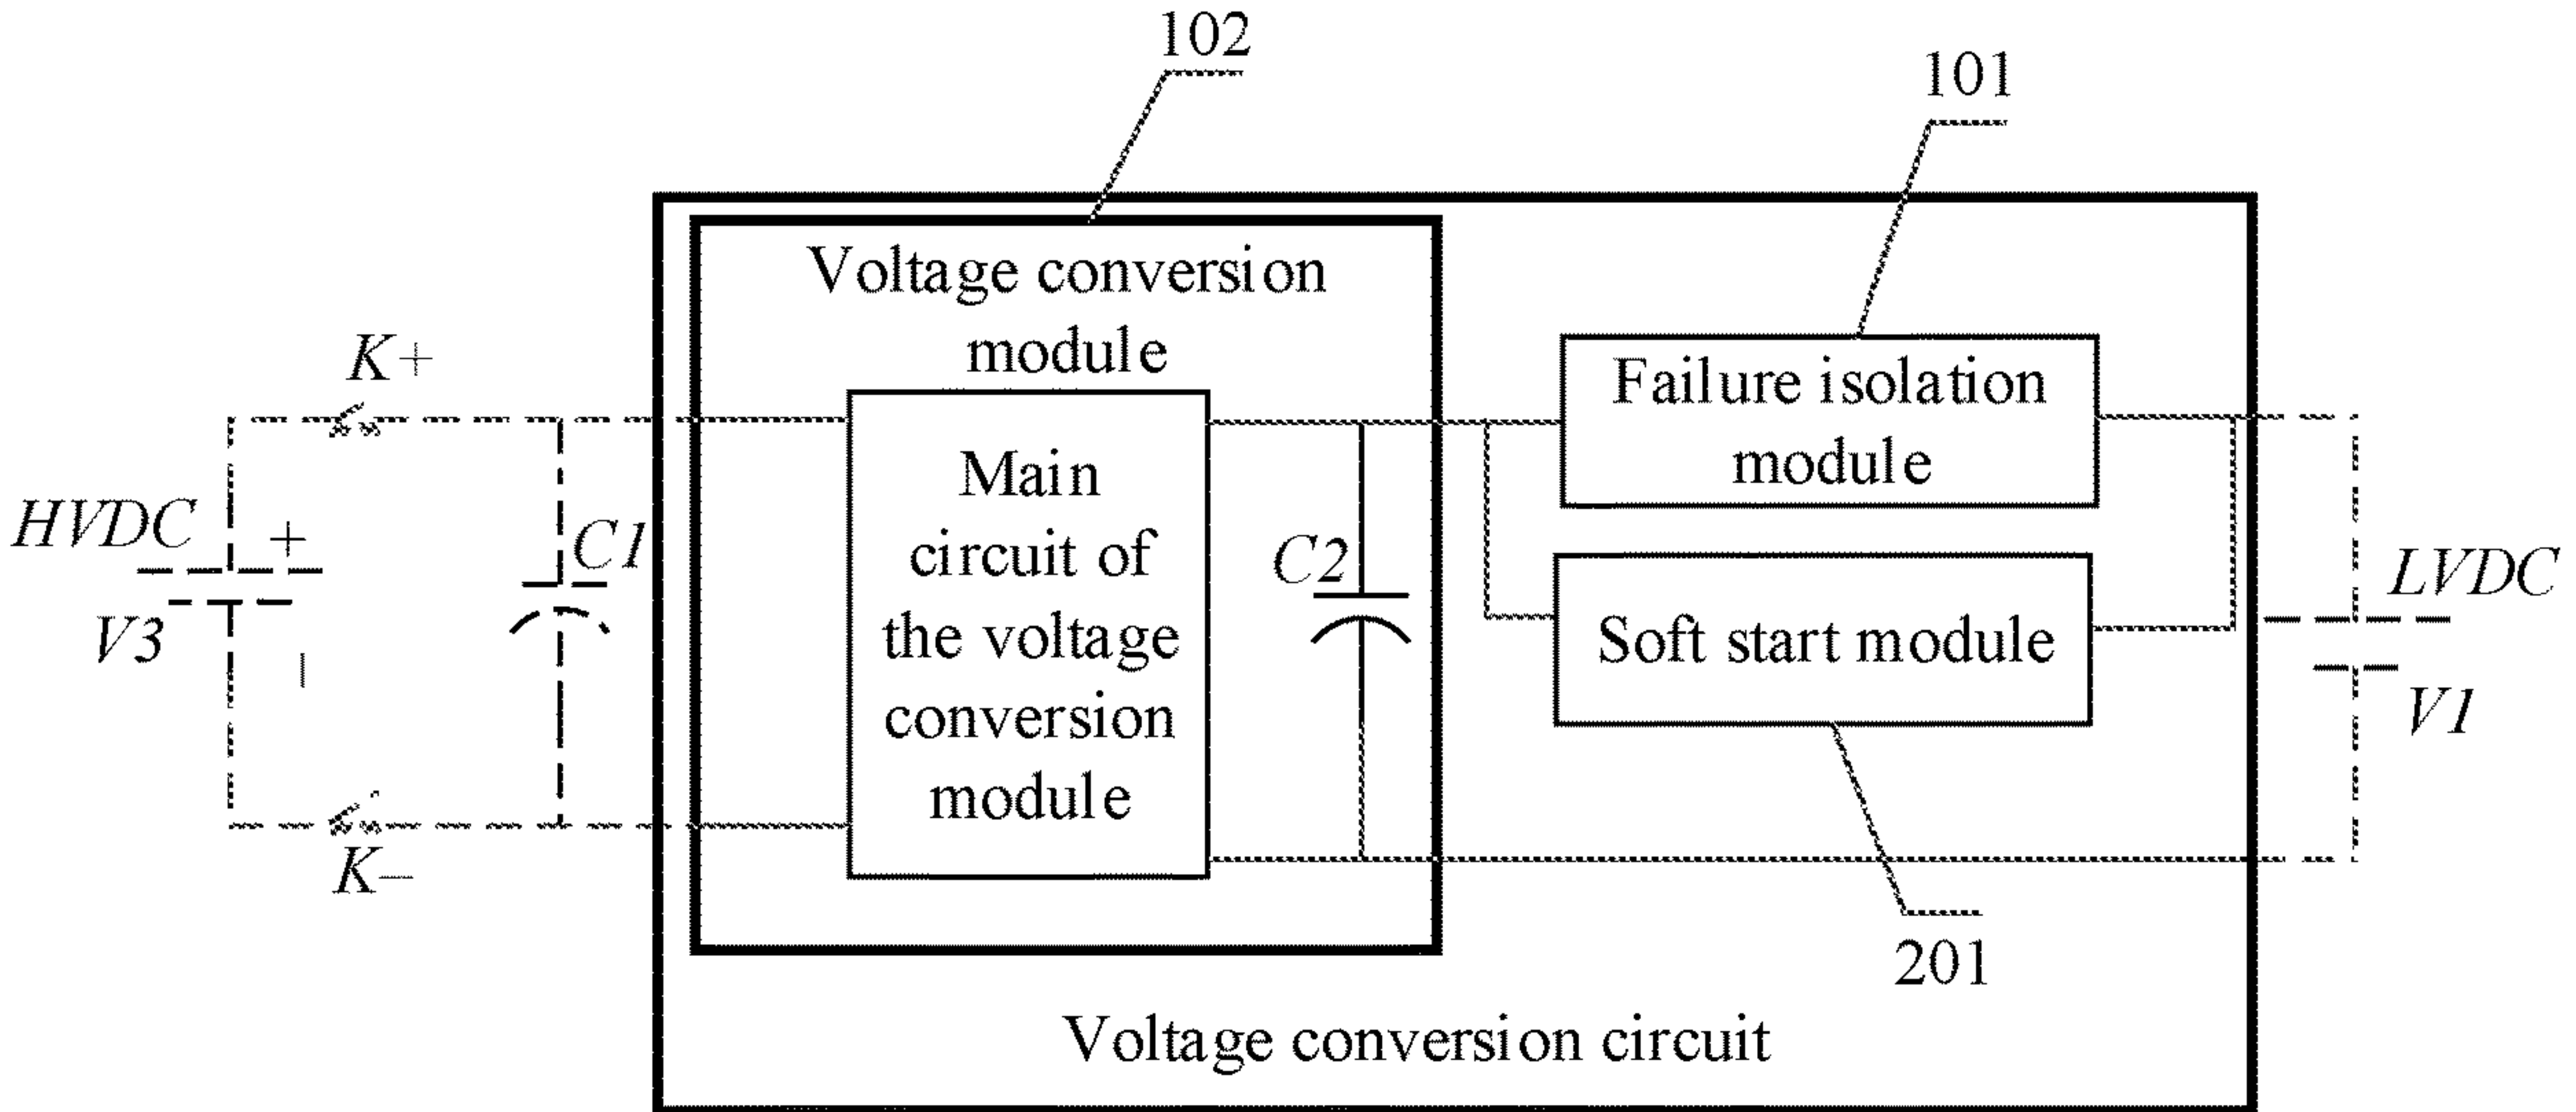 102
101
Voltage conversion
module
K+
Failure isolation
module
Main
circuit of
the voltage
conversion
module
HVDC
+
C1
C2
LVDC
V3
Soft start module
V1
K–
201
Voltage conversion circuit